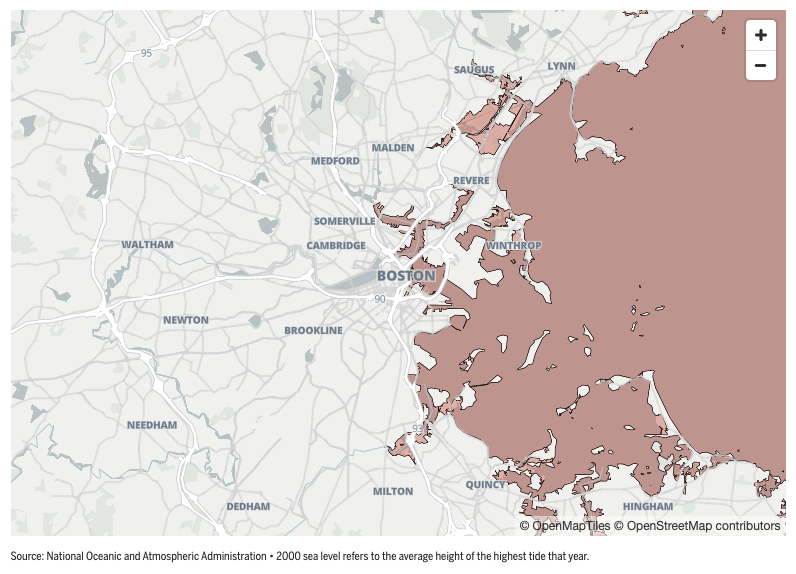 +
−
95
SAUGUS
LYNN
MALDEN
MEDFORD
REVERE
SOMERVILLE
WALTHAM
CAMBRIDGE
WINTHROP
BOSTON
90
NEWTON
BROOKLINE
NEEDHAM
93
QUINCY
MILTON
DEDHAM
HINGHAM
© OpenMapTiles © OpenStreetMap contributors
Source: National Oceanic and Atmospheric Administration • 2000 sea level refers to the average height of the highest tide that year.